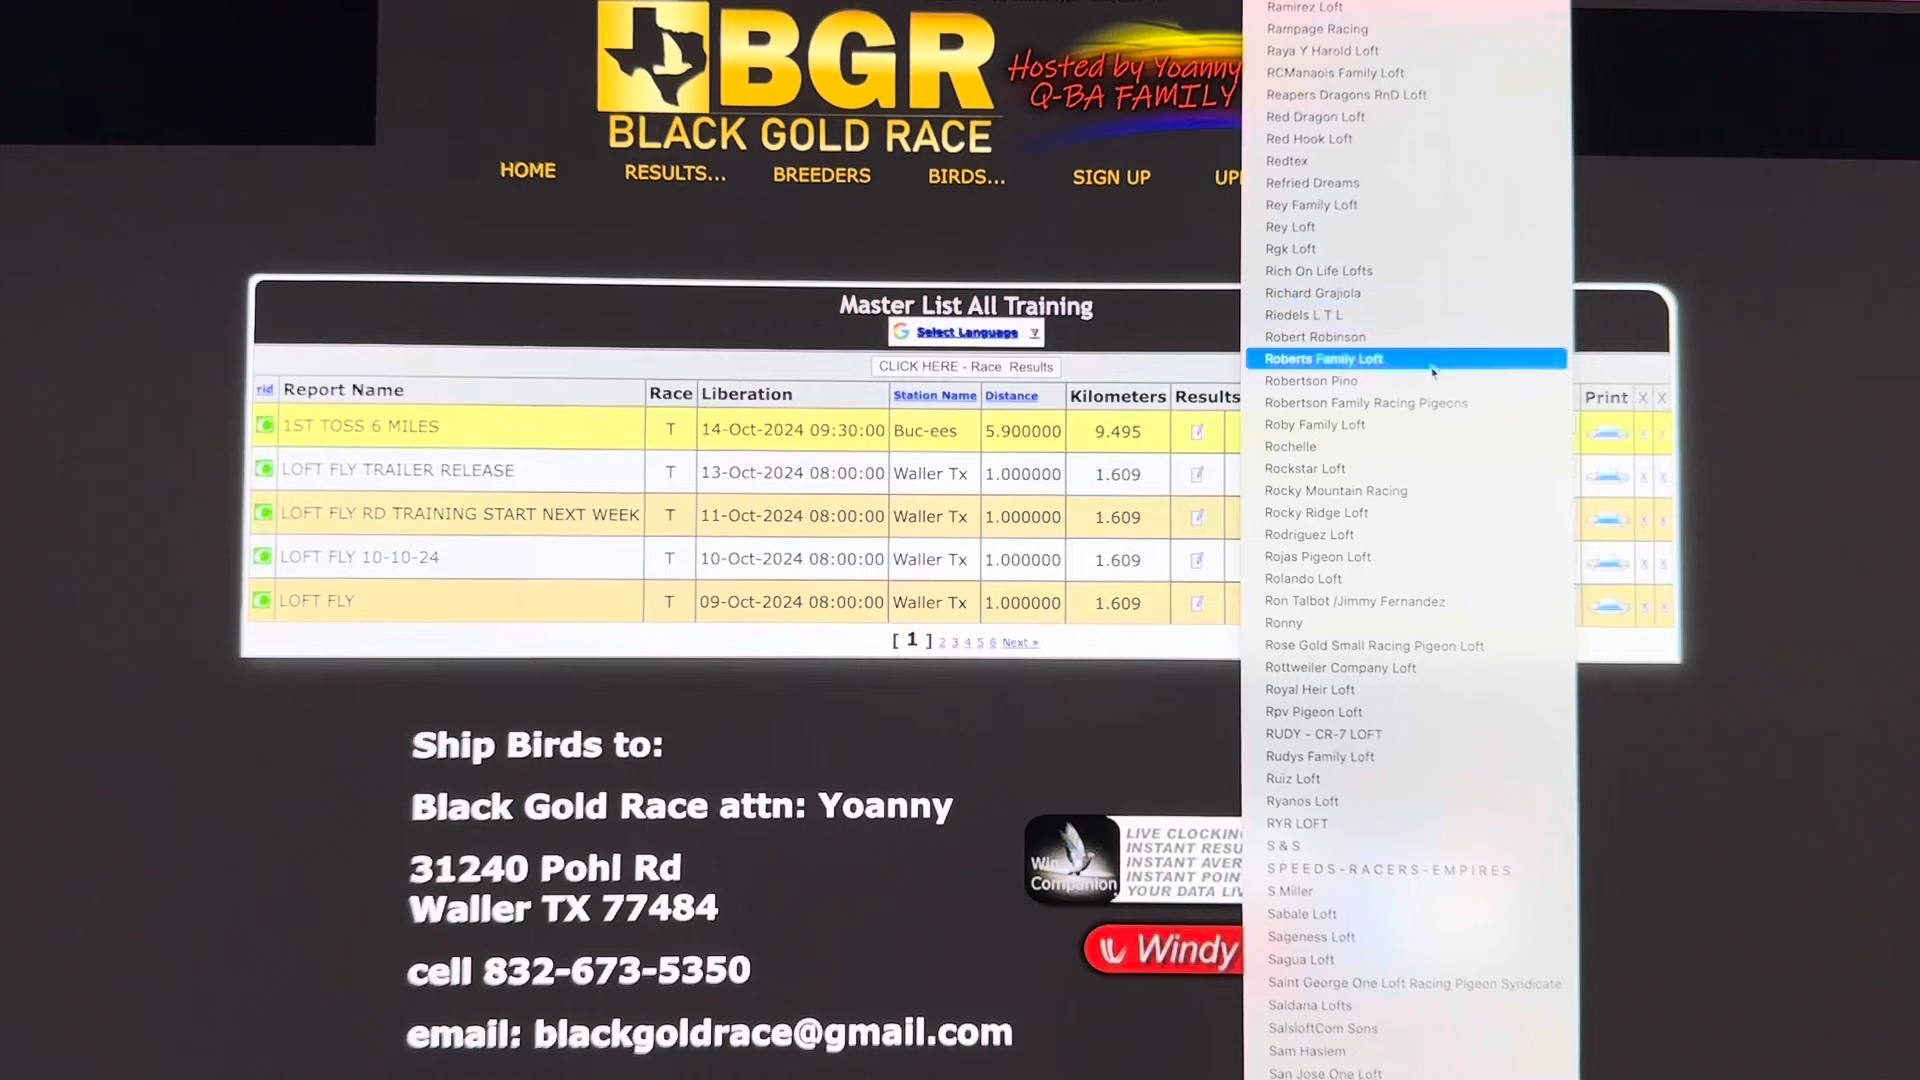 BGR
BLACK GOLD RACE
Hosted by Yoanny
Q-BA FAMILY
HOME
RESULTS...
BREEDERS
BIRDS...
SIGN UP
Master List All Training
Select Language
CLICK HERE - Race Results
rid Report Name Race Liberation Station Name Distance Kilometers Results Print X X
1ST TOSS 6 MILES T 14-Oct-2024 09:30:00 Buc-ees 5.900000 9.495 X X
LOFT FLY TRAILER RELEASE T 13-Oct-2024 08:00:00 Waller Tx 1.000000 1.609 X X
LOFT FLY RD TRAINING START NEXT WEEK T 11-Oct-2024 08:00:00 Waller Tx 1.000000 1.609 X X
LOFT FLY 10-10-24 T 10-Oct-2024 08:00:00 Waller Tx 1.000000 1.609 X X
LOFT FLY T 09-Oct-2024 08:00:00 Waller Tx 1.000000 1.609 X X
[ 1 ] 2 3 4 5 6 Next »
Ship Birds to:
Black Gold Race attn: Yoanny
31240 Pohl Rd
Waller TX 77484
cell 832-673-5350
email: blackgoldrace@gmail.com
Win
Companion
LIVE CLOCKIN
INSTANT RESU
INSTANT AVER
INSTANT POIN
YOUR DATA LIV
Windy
Ramirez Loft
Rampage Racing
Raya Y Harold Loft
RCManaois Family Loft
Reapers Dragons RnD Loft
Red Dragon Loft
Red Hook Loft
Redtex
Refried Dreams
Rey Family Loft
Rey Loft
Rgk Loft
Rich On Life Lofts
Richard Grajiola
Riedels L T L
Robert Robinson
Roberts Family Loft
Robertson Pino
Robertson Family Racing Pigeons
Roby Family Loft
Rochelle
Rockstar Loft
Rocky Mountain Racing
Rocky Ridge Loft
Rodriguez Loft
Rojas Pigeon Loft
Rolando Loft
Ron Talbot /Jimmy Fernandez
Ronny
Rose Gold Small Racing Pigeon Loft
Rottweiler Company Loft
Royal Heir Loft
Rpv Pigeon Loft
RUDY - CR-7 LOFT
Rudys Family Loft
Ruiz Loft
Ryanos Loft
RYR LOFT
S & S
S P E E D S - R A C E R S - E M P I R E S
S.Miller
Sabale Loft
Sageness Loft
Sagua Loft
Saint George One Loft Racing Pigeon Syndicate
Saldana Lofts
SalsloftCom Sons
Sam Haslem
San Jose One Loft